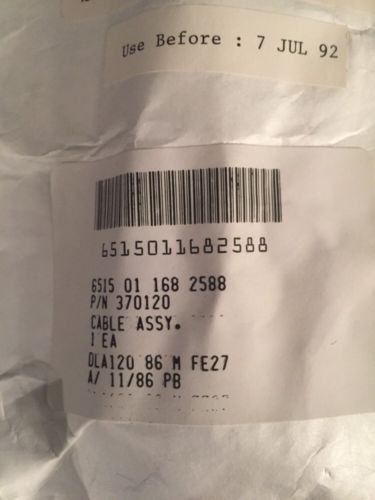 Use Before : 7 JUL 92
6515011682588
6515 01 168 2588
P/N 370120
CABLE ASSY.
1 EA
DLA120 86 M FE27
A/ 11/86 PB